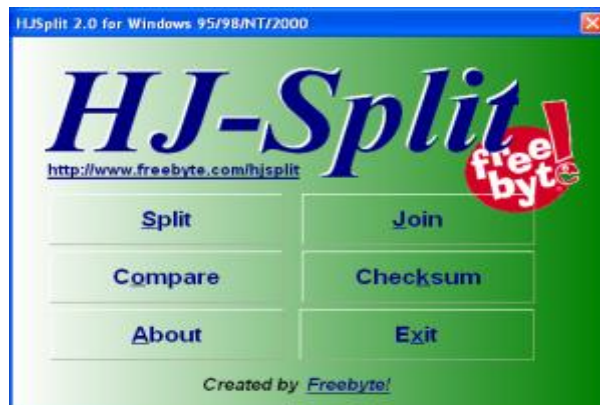 HJSplit 2.0 for Windows 95/98/NT/2000
HJ-Split
http://www.freebyte.com/hjsplit
free
byte!
Split
Join
Compare
Checksum
About
Exit
Created by Freebyte!